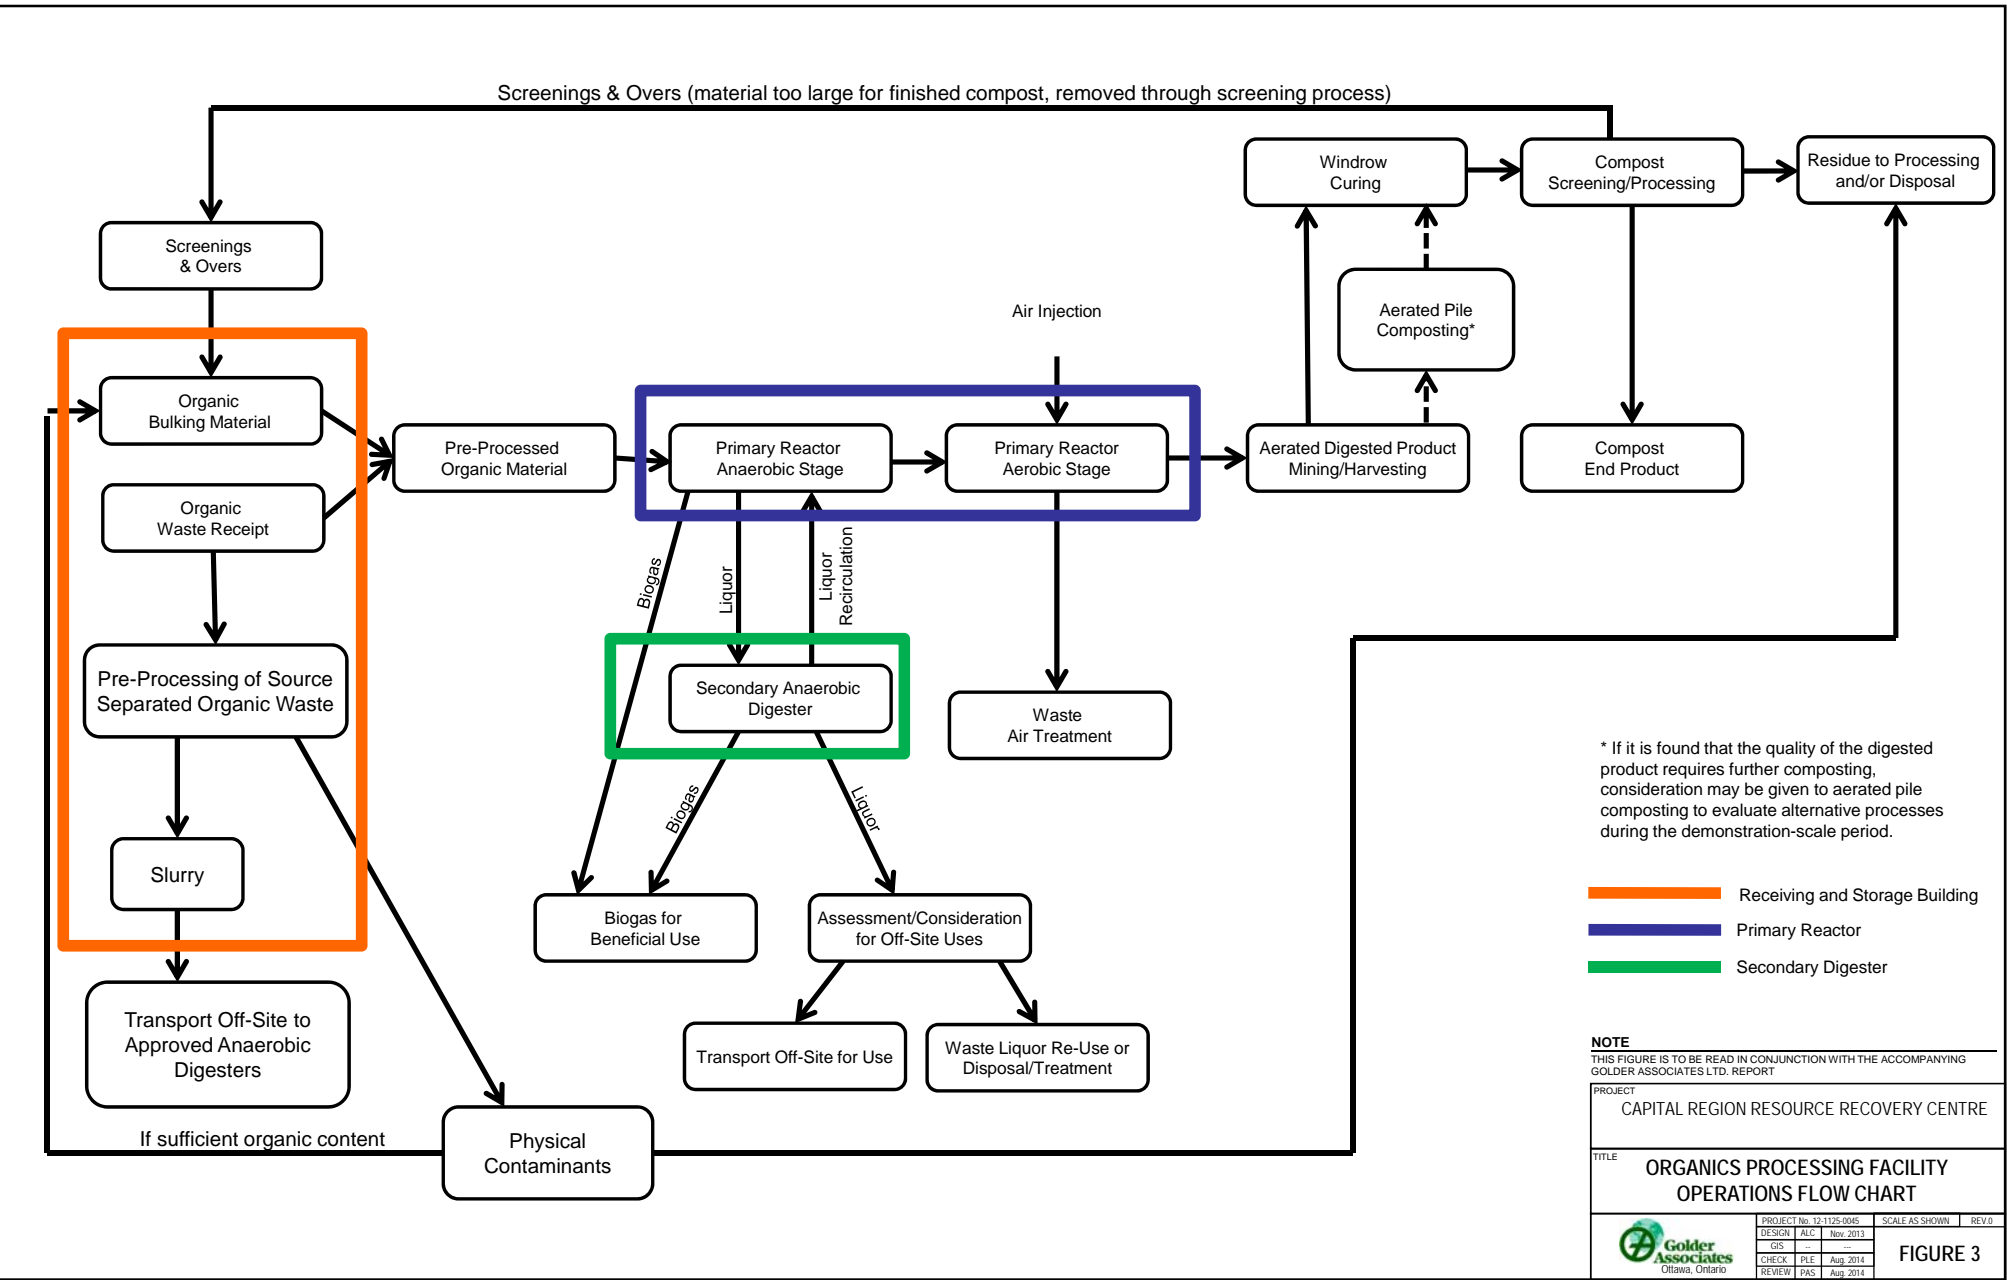 Screenings & Overs (material too large for finished compost, removed through screening process)
Windrow
Curing
Compost
Screening/Processing
Residue to Processing
and/or Disposal
Screenings
& Overs
Aerated Pile
Composting*
Air Injection
Organic
Bulking Material
Pre-Processed
Organic Material
Primary Reactor
Anaerobic Stage
Primary Reactor
Aerobic Stage
Aerated Digested Product
Mining/Harvesting
Compost
End Product
Organic
Waste Receipt
Biogas
Liquor
Liquor
Recirculation
Pre-Processing of Source
Separated Organic Waste
Secondary Anaerobic
Digester
Waste
Air Treatment
Biogas
Liquor
Slurry
Biogas for
Beneficial Use
Assessment/Consideration
for Off-Site Uses
Transport Off-Site to
Approved Anaerobic
Digesters
Transport Off-Site for Use
Waste Liquor Re-Use or
Disposal/Treatment
If sufficient organic content
Physical
Contaminants
* If it is found that the quality of the digested
product requires further composting,
consideration may be given to aerated pile
composting to evaluate alternative processes
during the demonstration-scale period.
Receiving and Storage Building
Primary Reactor
Secondary Digester
NOTE
THIS FIGURE IS TO BE READ IN CONJUNCTION WITH THE ACCOMPANYING
GOLDER ASSOCIATES LTD. REPORT
PROJECT
CAPITAL REGION RESOURCE RECOVERY CENTRE
TITLE
ORGANICS PROCESSING FACILITY
OPERATIONS FLOW CHART
Golder
Associates
Ottawa, Ontario
PROJECT No. 12-1125-0045 SCALE AS SHOWN REV.0
DESIGN ALC Nov. 2013
GIS -- ---
CHECK PLE Aug. 2014
REVIEW PAS Aug. 2014
FIGURE 3